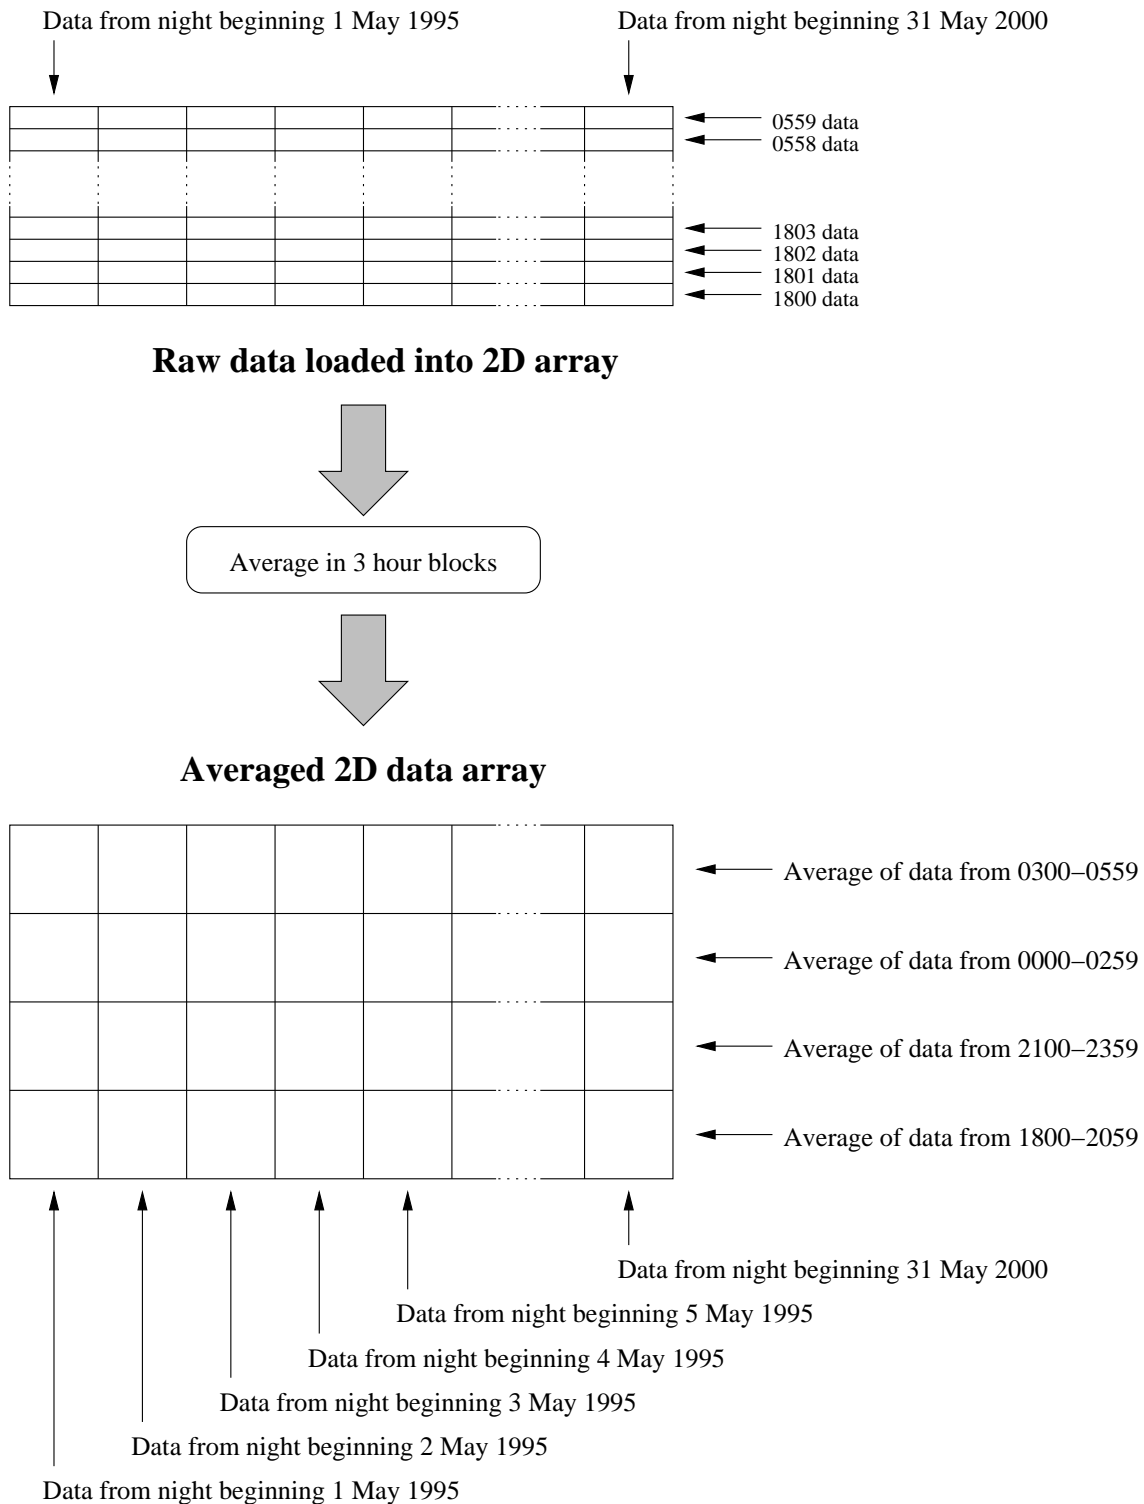 Data from night beginning 1 May 1995
Data from night beginning 31 May 2000
0559 data
0558 data
1803 data
1802 data
1801 data
1800 data
Raw data loaded into 2D array
Average in 3 hour blocks
Averaged 2D data array
Average of data from 0300−0559
Average of data from 0000−0259
Average of data from 2100−2359
Average of data from 1800−2059
Data from night beginning 31 May 2000
Data from night beginning 5 May 1995
Data from night beginning 4 May 1995
Data from night beginning 3 May 1995
Data from night beginning 2 May 1995
Data from night beginning 1 May 1995